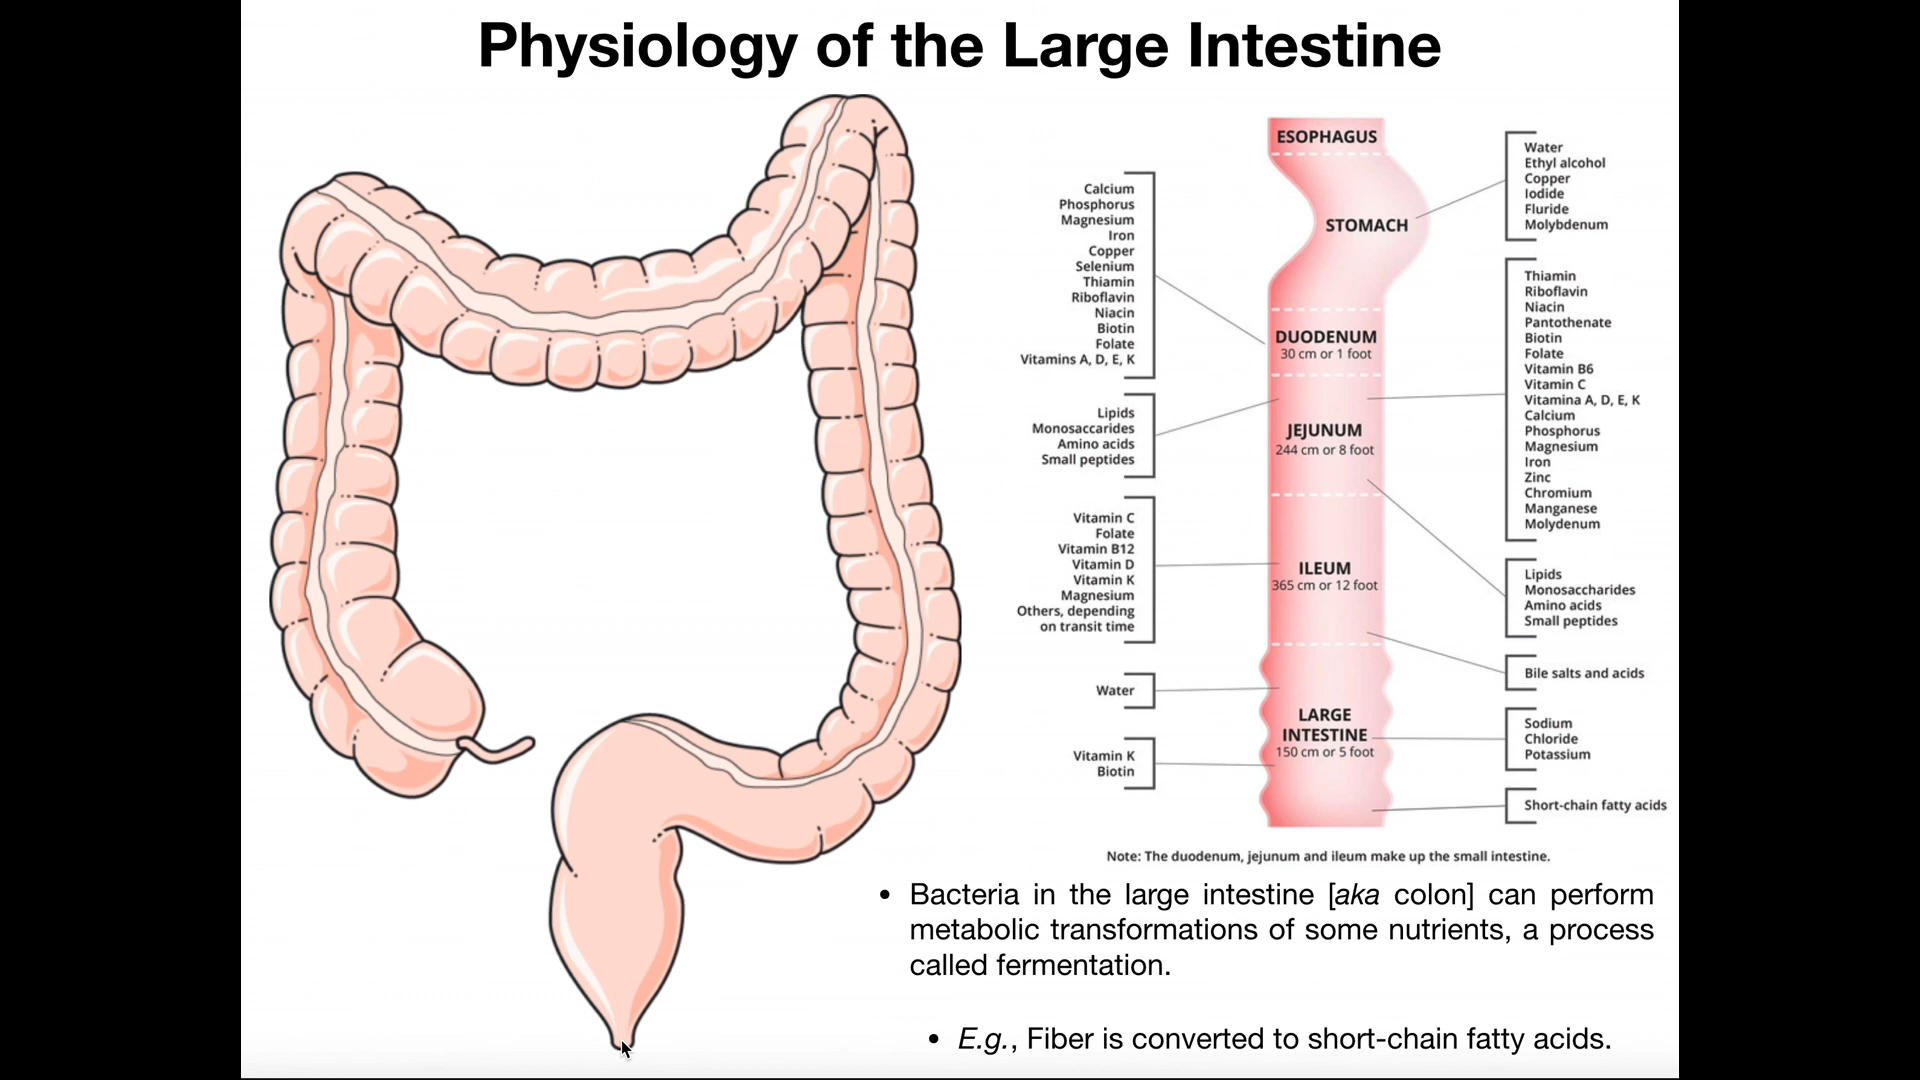 Physiology of the Large Intestine
ESOPHAGUS
STOMACH
DUODENUM
30 cm or 1 foot
JEJUNUM
244 cm or 8 foot
ILEUM
365 cm or 12 foot
LARGE
INTESTINE
150 cm or 5 foot
Calcium
Phosphorus
Magnesium
Iron
Copper
Selenium
Thiamin
Riboflavin
Niacin
Biotin
Folate
Vitamins A, D, E, K
Lipids
Monosaccarides
Amino acids
Small peptides
Vitamin C
Folate
Vitamin B12
Vitamin D
Vitamin K
Magnesium
Others, depending
on transit time
Water
Vitamin K
Biotin
Water
Ethyl alcohol
Copper
Iodide
Fluride
Molybdenum
Thiamin
Riboflavin
Niacin
Pantothenate
Biotin
Folate
Vitamin B6
Vitamin C
Vitamina A, D, E, K
Calcium
Phosphorus
Magnesium
Iron
Zinc
Chromium
Manganese
Molydenum
Lipids
Monosaccharides
Amino acids
Small peptides
Bile salts and acids
Sodium
Chloride
Potassium
Short-chain fatty acids
Note: The duodenum, jejunum and ileum make up the small intestine.
• Bacteria in the large intestine [aka colon] can perform
metabolic transformations of some nutrients, a process
called fermentation.
• E.g., Fiber is converted to short-chain fatty acids.